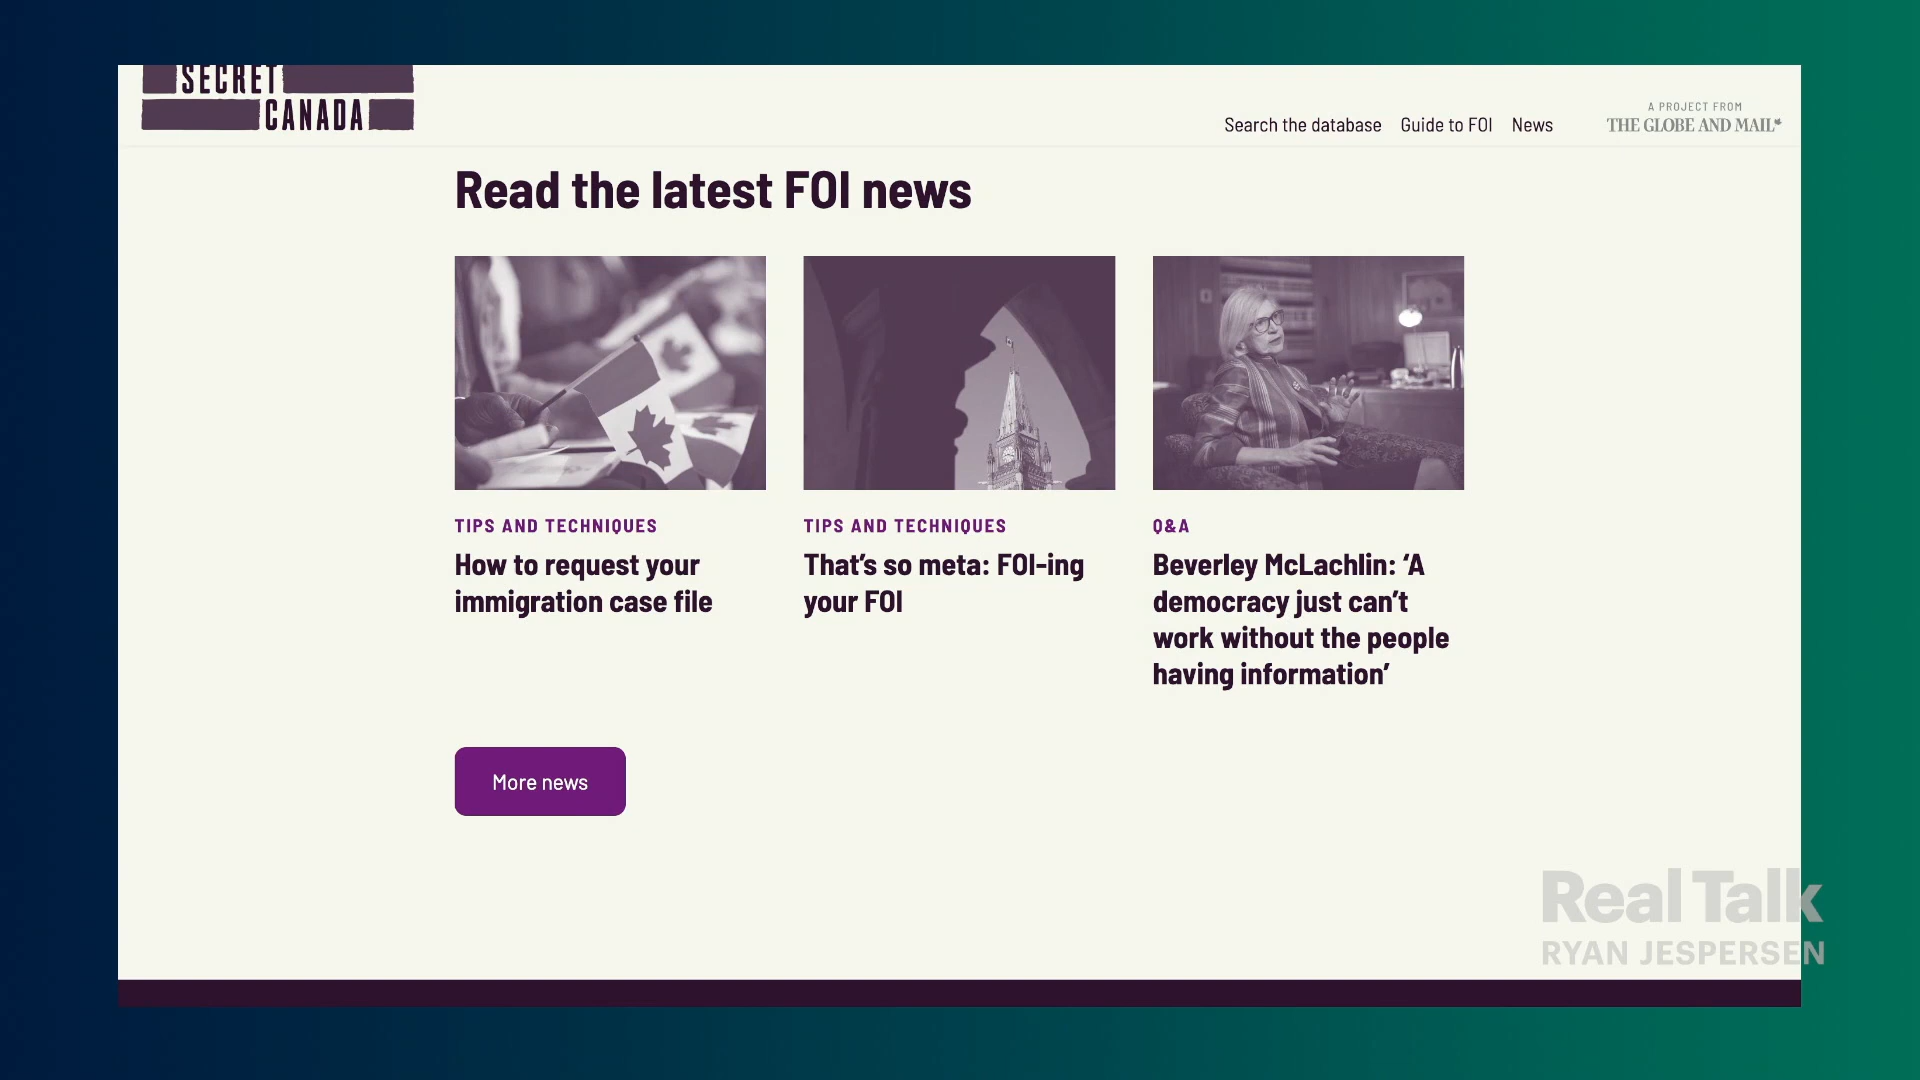 SECRET
CANADA
Search the database Guide to FOI News
A PROJECT FROM
THE GLOBE AND MAIL
Read the latest FOI news
TIPS AND TECHNIQUES
How to request your
immigration case file
TIPS AND TECHNIQUES
That’s so meta: FOI-ing
your FOI
Q&A
Beverley McLachlin: ‘A
democracy just can’t
work without the people
having information’
More news
Real Talk
RYAN JESPERSEN